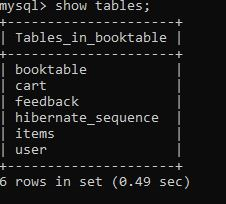 mysql> show tables;
+----------------------+
| Tables_in_booktable |
+----------------------+
| booktable |
| cart |
| feedback |
| hibernate_sequence |
| items |
| user |
+----------------------+
6 rows in set (0.49 sec)